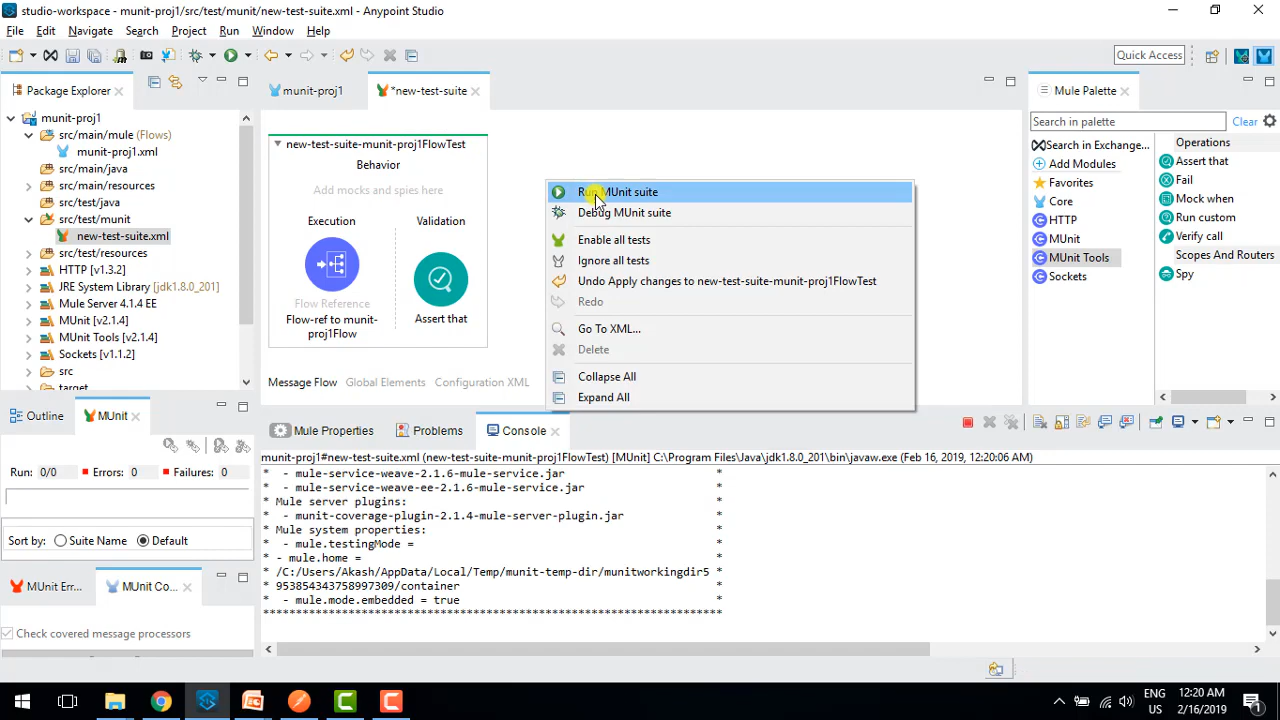 studio-workspace - munit-proj1/src/test/munit/new-test-suite.xml - Anypoint Studio
File Edit Navigate Search Project Run Window Help
Quick Access
Package Explorer
munit-proj1
*new-test-suite
Mule Palette
munit-proj1
src/main/mule (Flows)
munit-proj1.xml
src/main/java
src/main/resources
src/test/java
src/test/munit
new-test-suite.xml
src/test/resources
HTTP [v1.3.2]
JRE System Library [jdk1.8.0_201]
Mule Server 4.1.4 EE
MUnit [v2.1.4]
MUnit Tools [v2.1.4]
Sockets [v1.1.2]
src
target
new-test-suite-munit-proj1FlowTest
Behavior
Add mocks and spies here
Execution
Validation
Flow Reference
Flow-ref to munit-
proj1Flow
Assert that
Message Flow
Global Elements
Configuration XML
Run MUnit suite
Debug MUnit suite
Enable all tests
Ignore all tests
Undo Apply changes to new-test-suite-munit-proj1FlowTest
Redo
Go To XML...
Delete
Collapse All
Expand All
Search in palette
Clear
Search in Exchange...
Add Modules
Favorites
Core
HTTP
MUnit
MUnit Tools
Sockets
Operations
Assert that
Fail
Mock when
Run custom
Verify call
Scopes And Routers
Spy
Outline
MUnit
Run: 0/0
Errors: 0
Failures: 0
Sort by:
Suite Name
Default
MUnit Err...
MUnit Co...
Check covered message processors
Mule Properties
Problems
Console
munit-proj1#new-test-suite.xml (new-test-suite-munit-proj1FlowTest) [MUnit] C:\Program Files\Java\jdk1.8.0_201\bin\javaw.exe (Feb 16, 2019, 12:20:06 AM)
* - mule-service-weave-2.1.6-mule-service.jar *
* - mule-service-weave-ee-2.1.6-mule-service.jar *
* Mule server plugins: *
* - munit-coverage-plugin-2.1.4-mule-server-plugin.jar *
* Mule system properties: *
* - mule.testingMode = *
* - mule.home = *
* /C:/Users/Akash/AppData/Local/Temp/munit-temp-dir/munitworkingdir5 *
* 953854343758997309/container *
* - mule.mode.embedded = true *
**********************************************************************
ENG
US
12:20 AM
2/16/2019
1